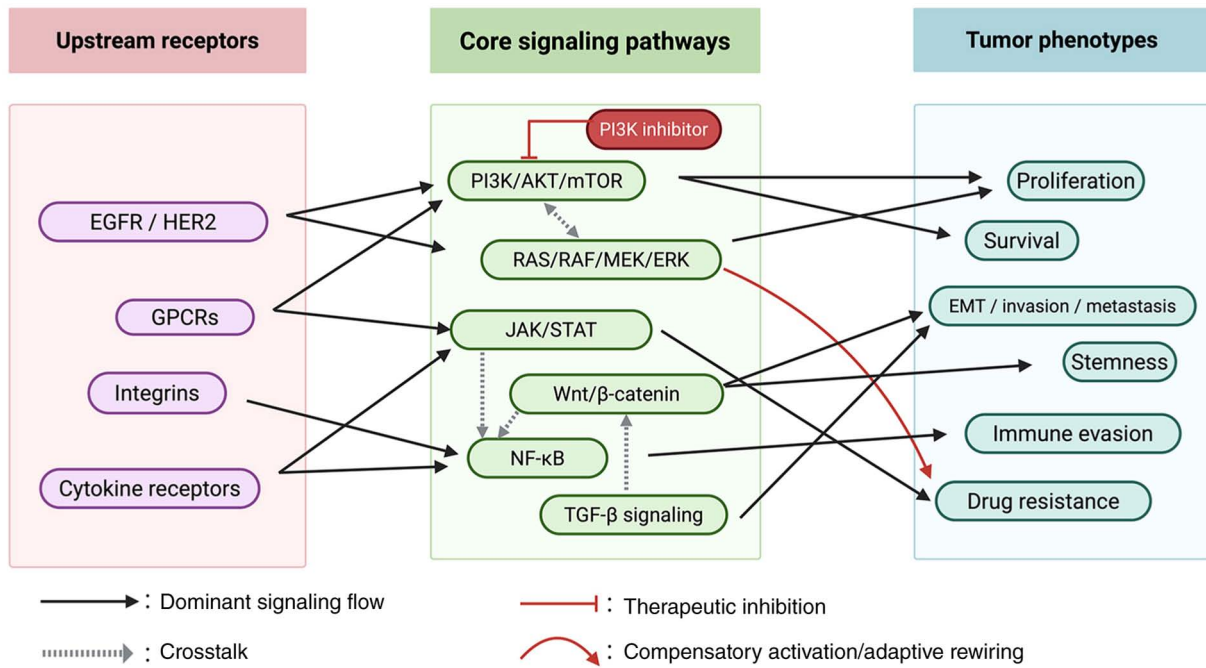 Upstream receptors
Core signaling pathways
Tumor phenotypes
EGFR / HER2
GPCRs
Integrins
Cytokine receptors
PI3K inhibitor
PI3K/AKT/mTOR
RAS/RAF/MEK/ERK
JAK/STAT
Wnt/β-catenin
NF-κB
TGF-β signaling
Proliferation
Survival
EMT / invasion / metastasis
Stemness
Immune evasion
Drug resistance
: Dominant signaling flow
: Crosstalk
: Therapeutic inhibition
: Compensatory activation/adaptive rewiring